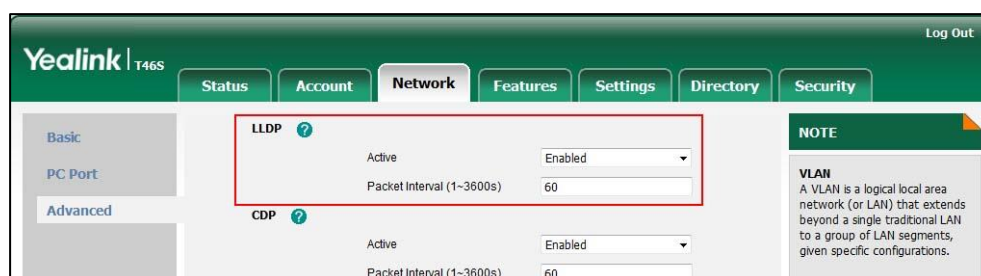 Log Out
Yealink | T46S
Status Account Network Features Settings Directory Security
Basic
PC Port
Advanced
LLDP ?
Active Enabled
Packet Interval (1~3600s) 60
CDP ?
Active Enabled
Packet Interval (1~3600s) 60
NOTE
VLAN
A VLAN is a logical local area
network (or LAN) that extends
beyond a single traditional LAN
to a group of LAN segments,
given specific configurations.